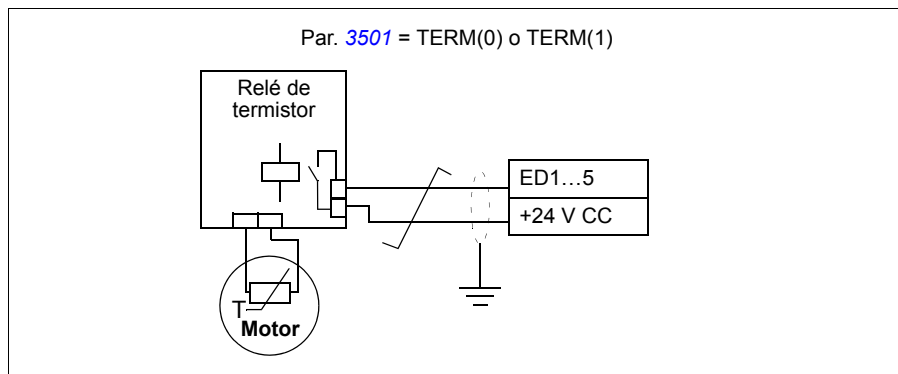 Par. 3501 = TERM(0) o TERM(1)
Relé de
termistor
ED1…5
+24 V CC
T
Motor